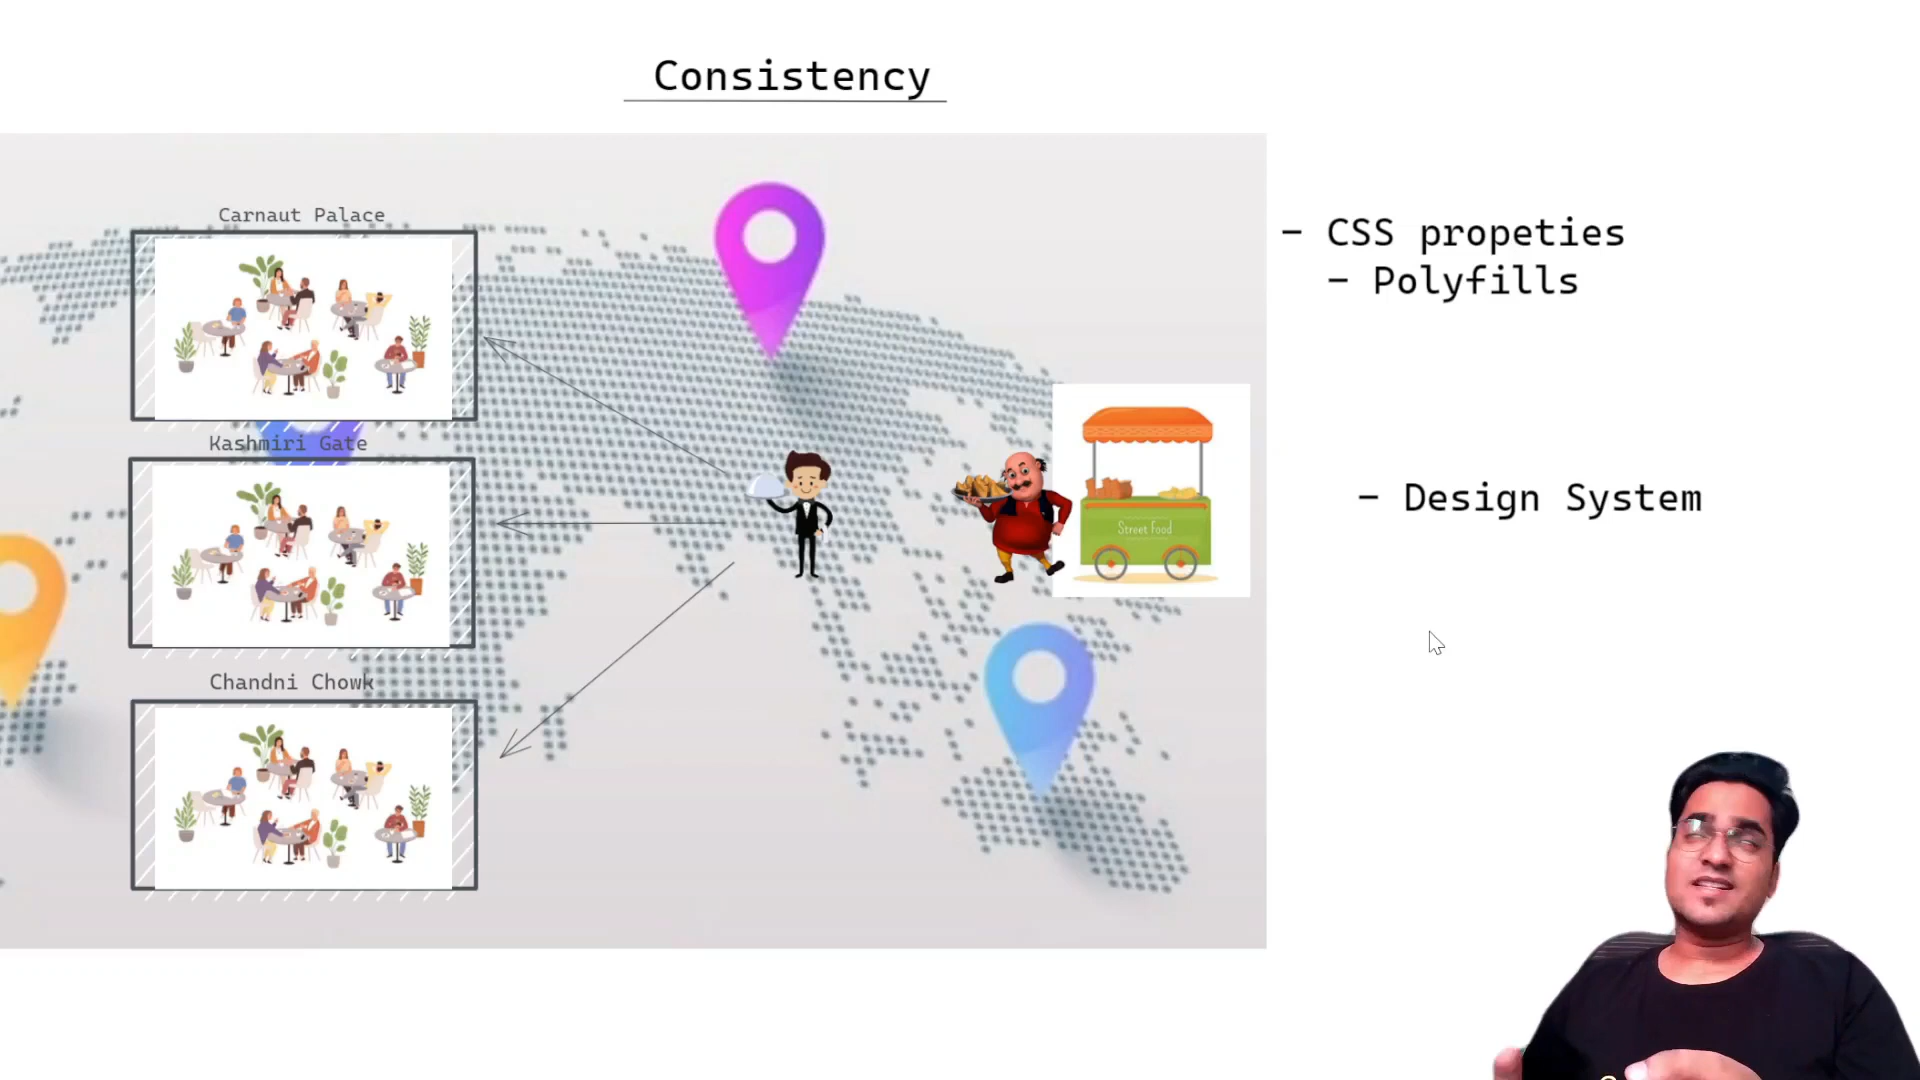 Consistency
Carnaut Palace
Kashmiri Gate
Chandni Chowk
Street Food
- CSS propeties
- Polyfills
- Design System